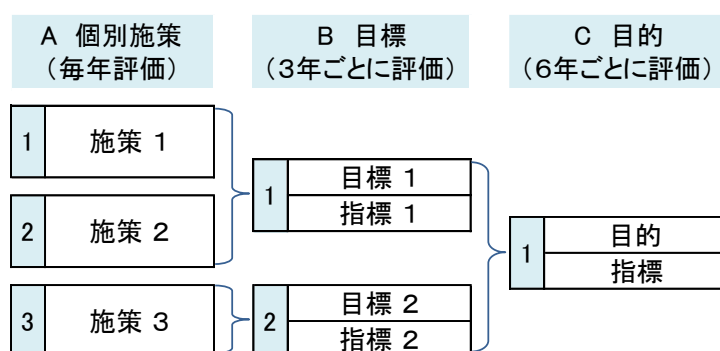 A 個別施策
(毎年評価)
B 目標
(3年ごとに評価)
C 目的
(6年ごとに評価)
1 施策 1
2 施策 2
3 施策 3
1 目標 1
指標 1
2 目標 2
指標 2
1 目的
指標